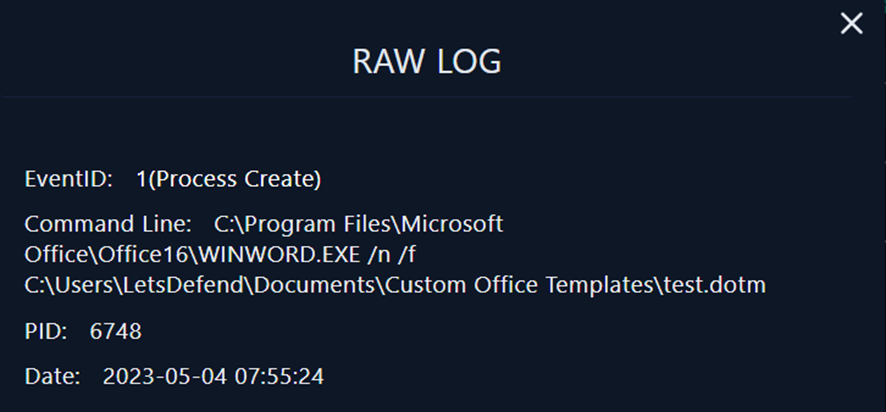 RAW LOG
EventID: 1(Process Create)
Command Line: C:\Program Files\Microsoft
Office\Office16\WINWORD.EXE /n /f
C:\Users\LetsDefend\Documents\Custom Office Templates\test.dotm
PID: 6748
Date: 2023-05-04 07:55:24